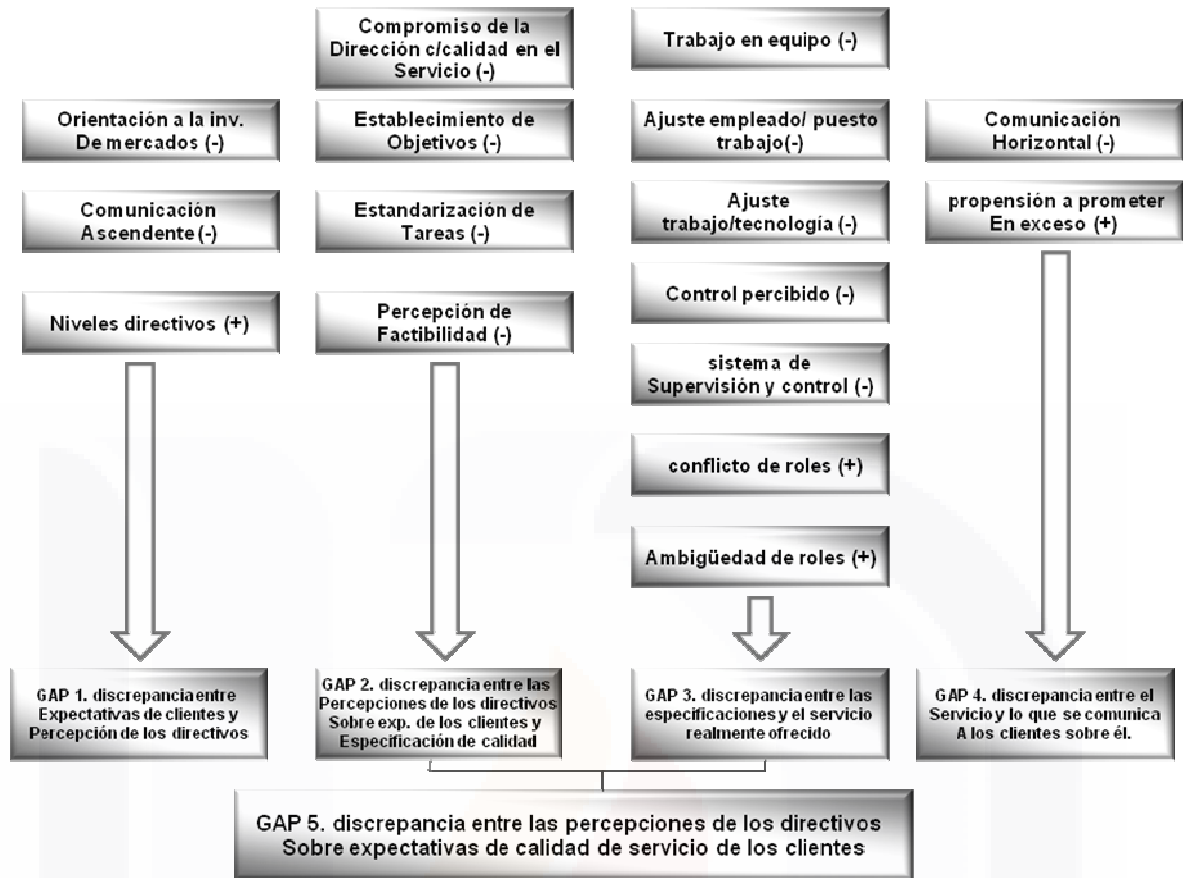 Compromiso de la
Dirección c/calidad en el
Servicio (-)
Trabajo en equipo (-)
Orientación a la inv.
De mercados (-)
Establecimiento de
Objetivos (-)
Ajuste empleado/ puesto
trabajo(-)
Comunicación
Horizontal (-)
Comunicación
Ascendente (-)
Estandarización de
Tareas (-)
Ajuste
trabajo/tecnología (-)
propensión a prometer
En exceso (+)
Niveles directivos (+)
Percepción de
Factibilidad (-)
Control percibido (-)
sistema de
Supervisión y control (-)
conflicto de roles (+)
Ambigüedad de roles (+)
GAP 1. discrepancia entre
Expectativas de clientes y
Percepción de los directivos
GAP 2. discrepancia entre las
Percepciones de los directivos
Sobre exp. de los clientes y
Especificación de calidad
GAP 3. discrepancia entre las
especificaciones y el servicio
realmente ofrecido
GAP 4. discrepancia entre el
Servicio y lo que se comunica
A los clientes sobre él.
GAP 5. discrepancia entre las percepciones de los directivos
Sobre expectativas de calidad de servicio de los clientes